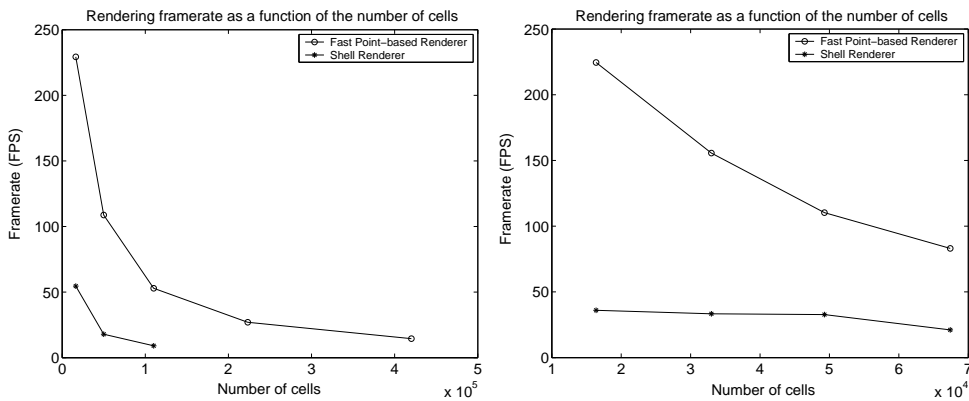 Rendering framerate as a function of the number of cells
250
200
150
100
50
0
Framerate (FPS)
Fast Point−based Renderer
Shell Renderer
0 1 2 3 4 5
Number of cells
x 10^5
Rendering framerate as a function of the number of cells
250
200
150
100
50
0
Framerate (FPS)
Fast Point−based Renderer
Shell Renderer
1 2 3 4 5 6 7
Number of cells
x 10^4